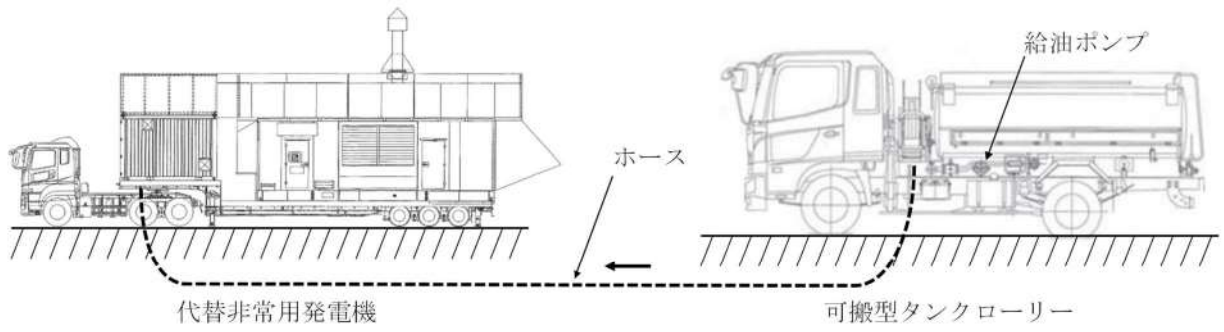 給油ポンプ
ホース
代替非常用発電機
可搬型タンクローリー